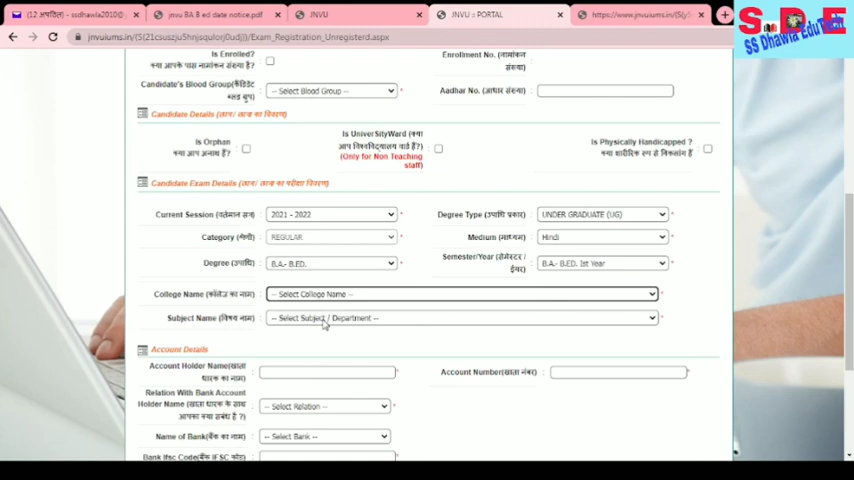 12 अषठित) - ssdhawla2010@
jnvu BA B ed date notice.pdf
JNVU
JNVU :: PORTAL
https://www.jnvuiums.in/(S(y
S D E
SS Dhawla EduTech
jnvuiums.in/(S(21csuszju5hnjsqulorj0udj))/Exam_Registration_Unregisterd.aspx
Is Enrolled?
क्या आपके पास नामांकन संख्या है? :
Enrollment No. (नामांकन संख्या)
Candidate's Blood Group(कैंडिडेट ब्लड ग्रुप : -- Select Blood Group -- *
Aadhar No. (आधार संख्या) :
Candidate Details (छात्र/ छात्रा का विवरण)
Is Orphan
क्या आप अनाथ हैं? :
Is UniverSityWard (क्या आप विश्वविद्यालय वार्ड हैं?) :
(Only for Non Teaching staff)
Is Physically Handicapped ?
क्या शारीरिक रुप से विकलांग हैं :
Candidate Exam Details (छात्र/ छात्रा का परीक्षा विवरण)
Current Session (वर्तमान सत्र) : 2021 - 2022 *
Degree Type (उपाधि प्रकार) : UNDER GRADUATE (UG) *
Category (श्रेणी) : REGULAR *
Medium (माध्यम) : Hindi *
Degree (उपाधि) : B.A.- B.ED. *
Semester/Year (सेमेस्टर / ईयर) : B.A.- B.ED. Ist Year *
College Name (कॉलेज का नाम) : -- Select College Name -- *
Subject Name (विषय नाम) : -- Select Subject / Department -- *
Account Details
Account Holder Name(खाता धारक का नाम) : *
Account Number(खाता नंबर) : *
Relation With Bank Account Holder Name (खाता धारक के साथ आपका क्या संबंध है ?) : -- Select Relation -- *
Name of Bank(बैंक का नाम) : -- Select Bank -- *
Bank Ifsc Code(बैंक IFSC कोड) :